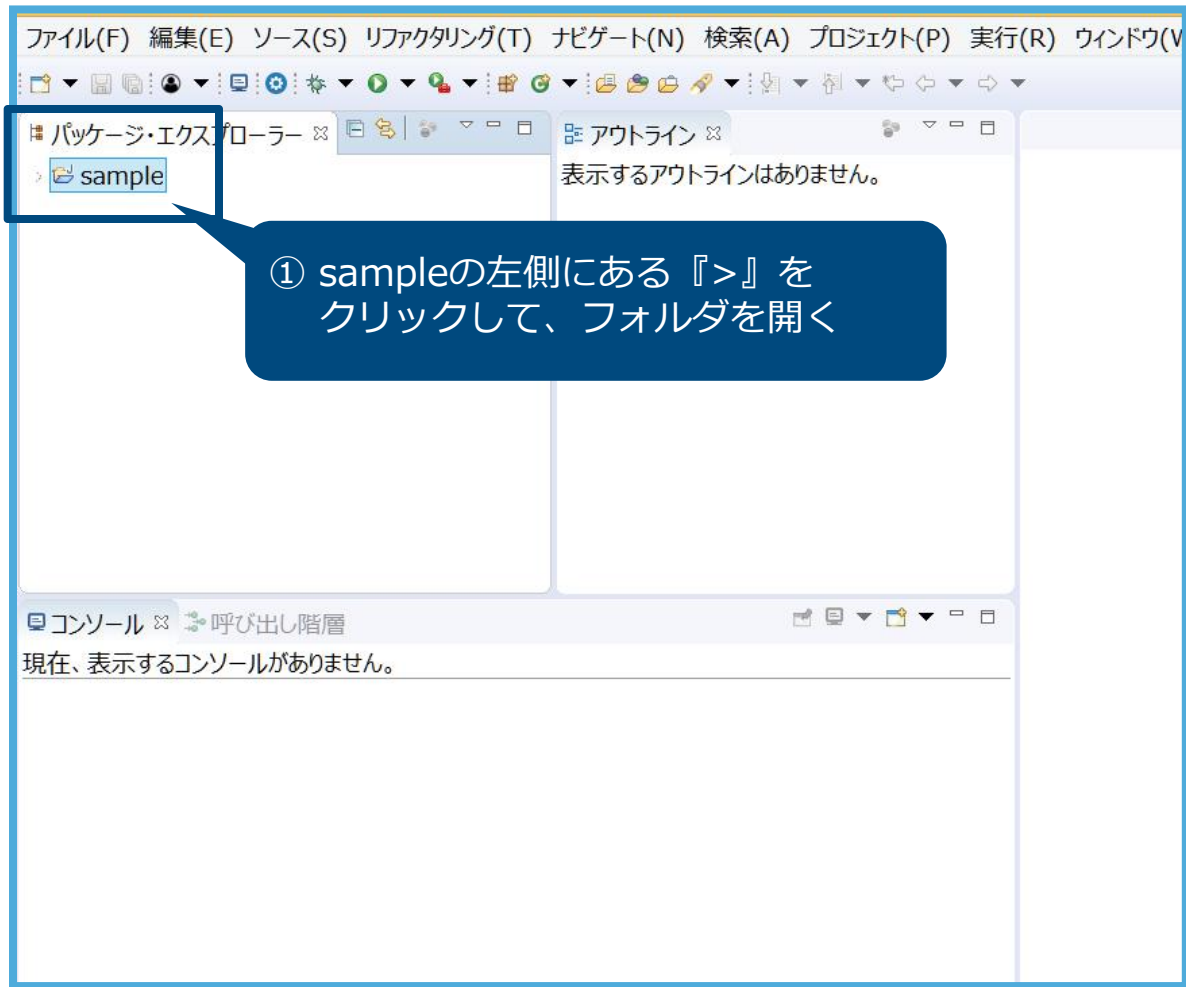 ファイル(F) 編集(E) ソース(S) リファクタリング(T) ナビゲート(N) 検索(A) プロジェクト(P) 実行(R) ウィンドウ(W
パッケージ・エクスプローラー
アウトライン
sample
表示するアウトラインはありません。
① sampleの左側にある『>』を
クリックして、フォルダを開く
コンソール 呼び出し階層
現在、表示するコンソールがありません。